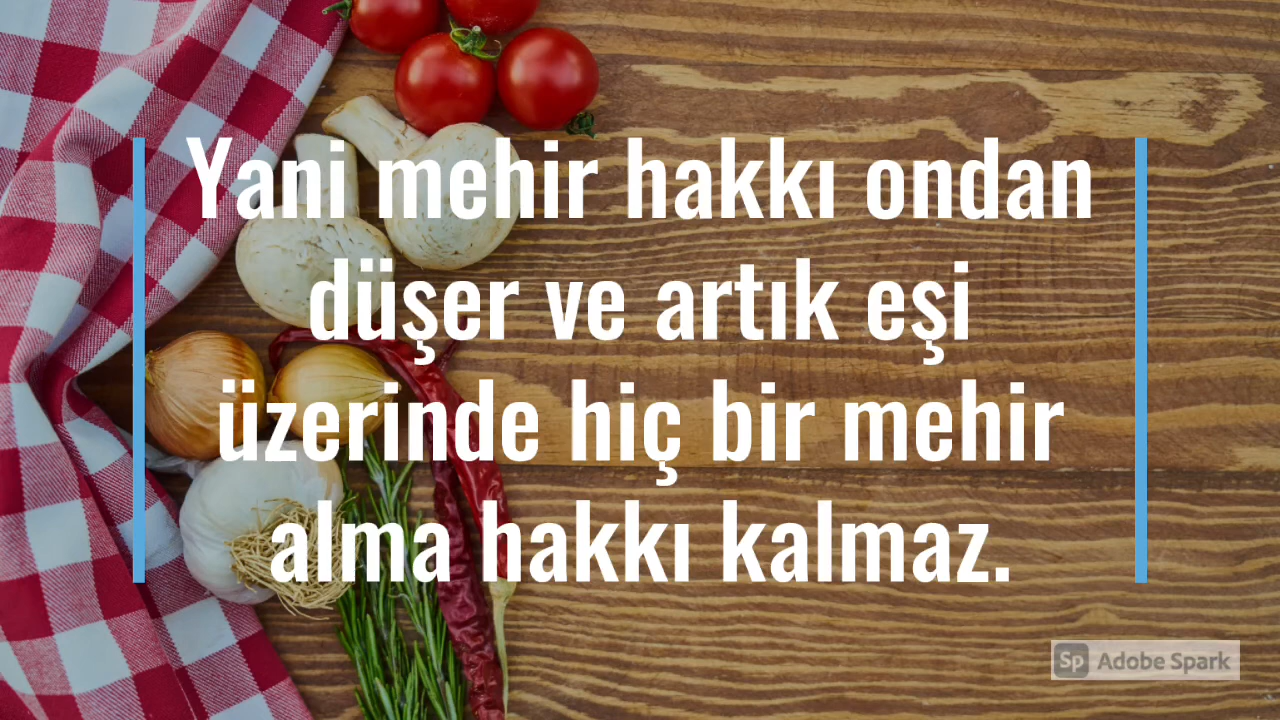 Yani mehir hakkı ondan
düşer ve artık eşi
üzerinde hiç bir mehir
alma hakkı kalmaz.
Sp Adobe Spark